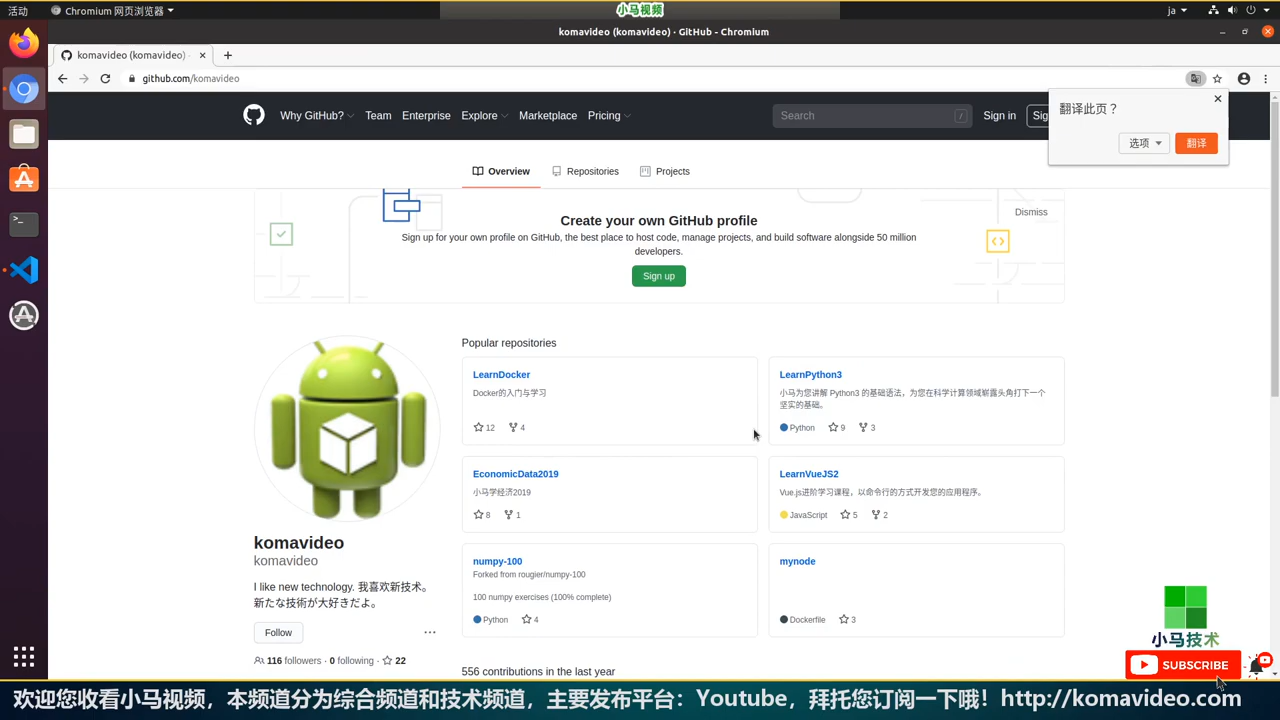 活动
Chromium 网页浏览器
小马视频
ja
komavideo (komavideo) · GitHub - Chromium
komavideo (komavideo) ·
github.com/komavideo
Why GitHub?
Team
Enterprise
Explore
Marketplace
Pricing
Search
/
Sign in
Sig
翻译此页？
选项
翻译
Overview
Repositories
Projects
Create your own GitHub profile
Dismiss
Sign up for your own profile on GitHub, the best place to host code, manage projects, and build software alongside 50 million
developers.
Sign up
Popular repositories
LearnDocker
Docker的入门与学习
12
4
LearnPython3
小马为您讲解 Python3 的基础语法，为您在科学计算领域崭露头角打下一个
坚实的基础。
Python
9
3
EconomicData2019
小马学经济2019
8
1
LearnVueJS2
Vue.js进阶学习课程，以命令行的方式开发您的应用程序。
JavaScript
5
2
numpy-100
Forked from rougier/numpy-100
100 numpy exercises (100% complete)
Python
4
mynode
Dockerfile
3
komavideo
komavideo
I like new technology. 我喜欢新技术。
新たな技術が大好きだよ。
Follow
116 followers · 0 following · 22
556 contributions in the last year
小马技术
SUBSCRIBE
欢迎您收看小马视频，本频道分为综合频道和技术频道，主要发布平台：Youtube，拜托您订阅一下哦！http://komavideo.com